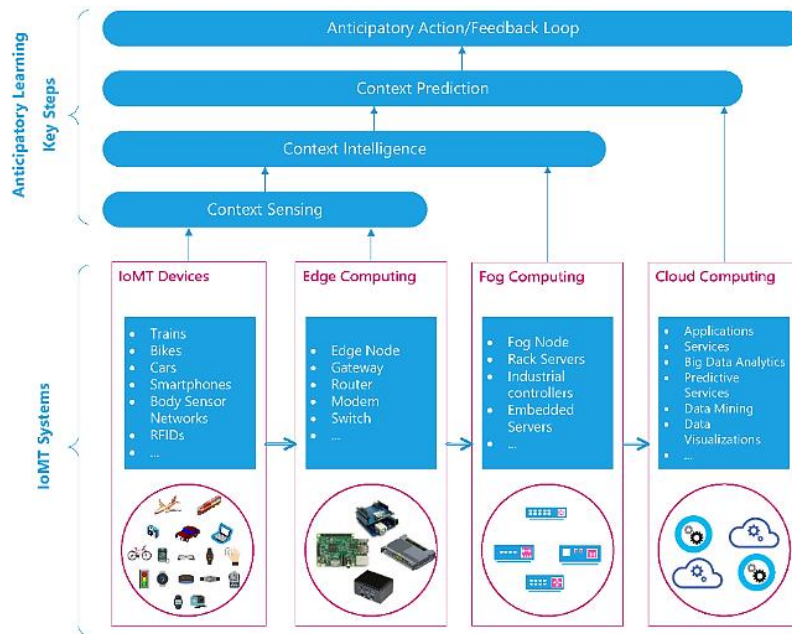 Anticipatory Learning
Key Steps
Anticipatory Action/Feedback Loop
Context Prediction
Context Intelligence
Context Sensing
IoMT Systems
IoMT Devices
• Trains
• Bikes
• Cars
• Smartphones
• Body Sensor
Networks
• RFIDs
• ...
Edge Computing
• Edge Node
• Gateway
• Router
• Modem
• Switch
• ...
Fog Computing
• Fog Node
• Rack Servers
• Industrial
controllers
• Embedded
Servers
• ...
Cloud Computing
• Applications
• Services
• Big Data Analytics
• Predictive
Services
• Data Mining
• Data
Visualizations
• ...